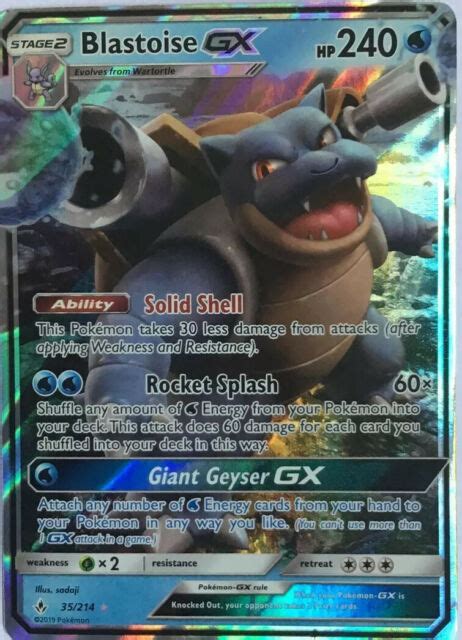 STAGE2 Blastoise GX HP240
Evolves from Wartortle
Ability Solid Shell
This Pokémon takes 30 less damage from attacks (after
applying Weakness and Resistance).
Rocket Splash 60×
Shuffle any amount of Energy from your Pokémon into
your deck. This attack does 60 damage for each card you
shuffled into your deck in this way.
Giant Geyser GX
Attach any number of Energy cards from your hand to
your Pokémon in any way you like. (You can't use more than
1 GX attack in a game.)
weakness ×2 resistance retreat
Illus. sadaji
Pokémon-GX rule
When your Pokémon-GX is
Knocked Out, your opponent takes 2 Prize cards.
35/214
©2019 Pokémon